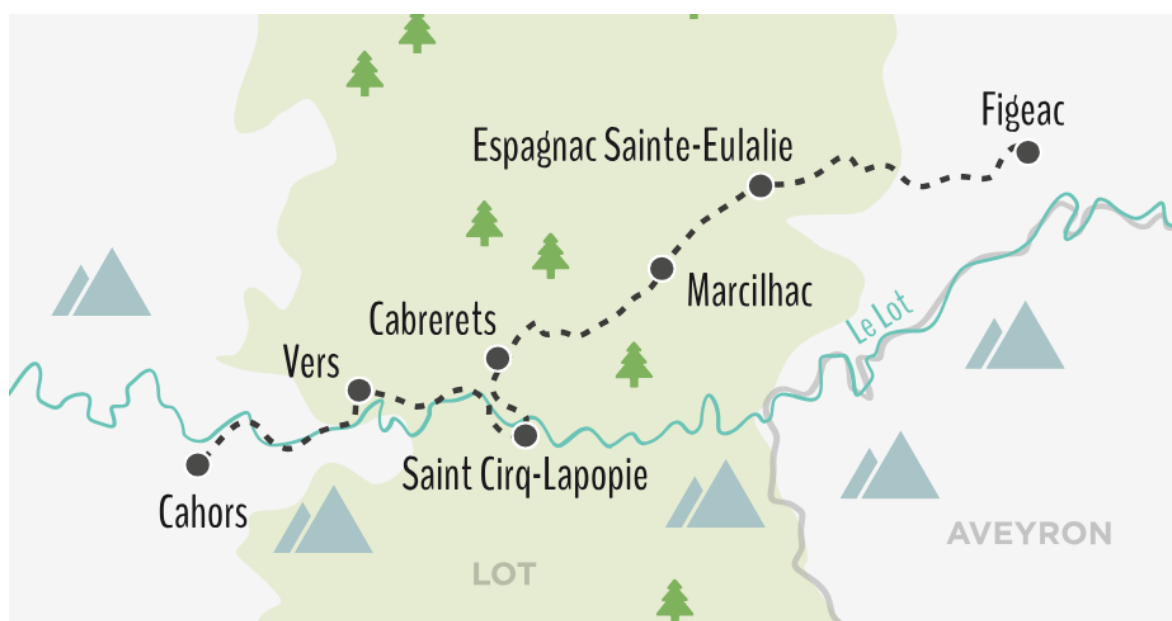 Figeac
Espagnac Sainte-Eulalie
Marcilhac
Le Lot
Cabrerets
Vers
Saint Cirq-Lapopie
Cahors
AVEYRON
LOT